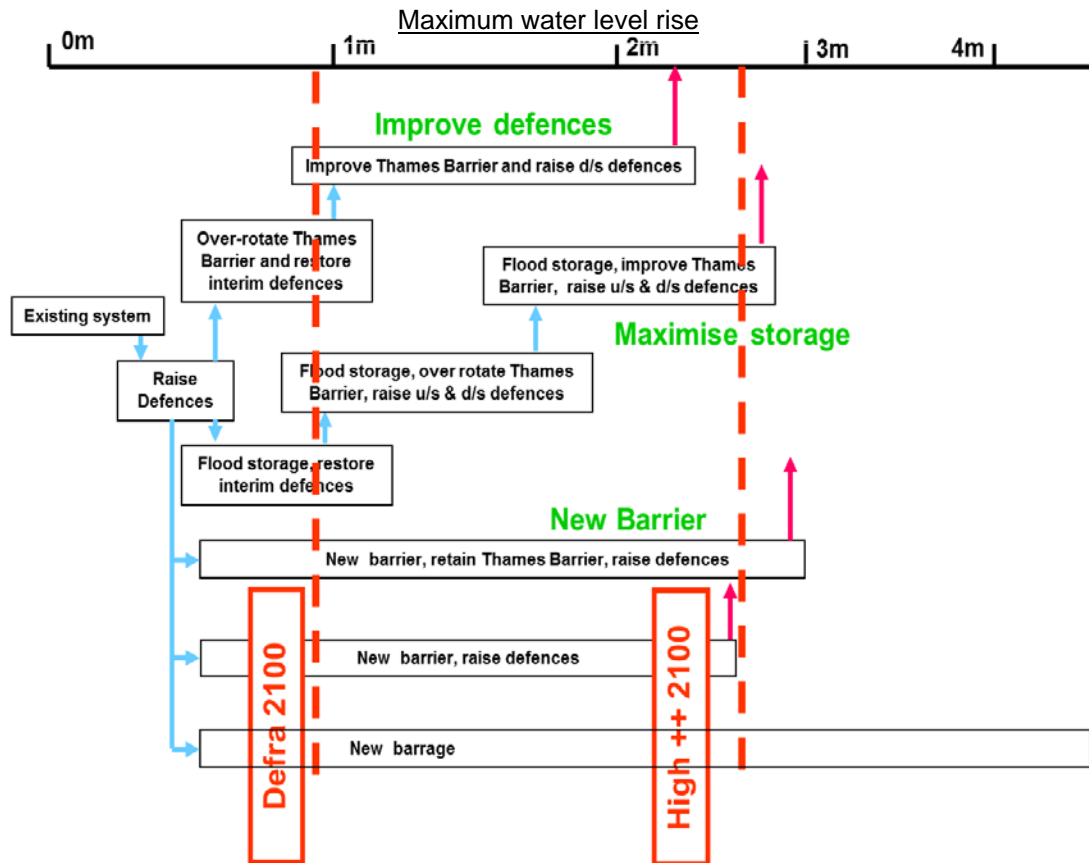 Maximum water level rise
0m
1m
2m
3m
4m
Improve defences
Improve Thames Barrier and raise d/s defences
Over-rotate Thames
Barrier and restore
interim defences
Flood storage, improve Thames
Barrier, raise u/s & d/s defences
Existing system
Maximise storage
Raise
Defences
Flood storage, over rotate Thames
Barrier, raise u/s & d/s defences
Flood storage, restore
interim defences
New Barrier
New barrier, retain Thames Barrier, raise defences
Defra 2100
High ++ 2100
New barrier, raise defences
New barrage